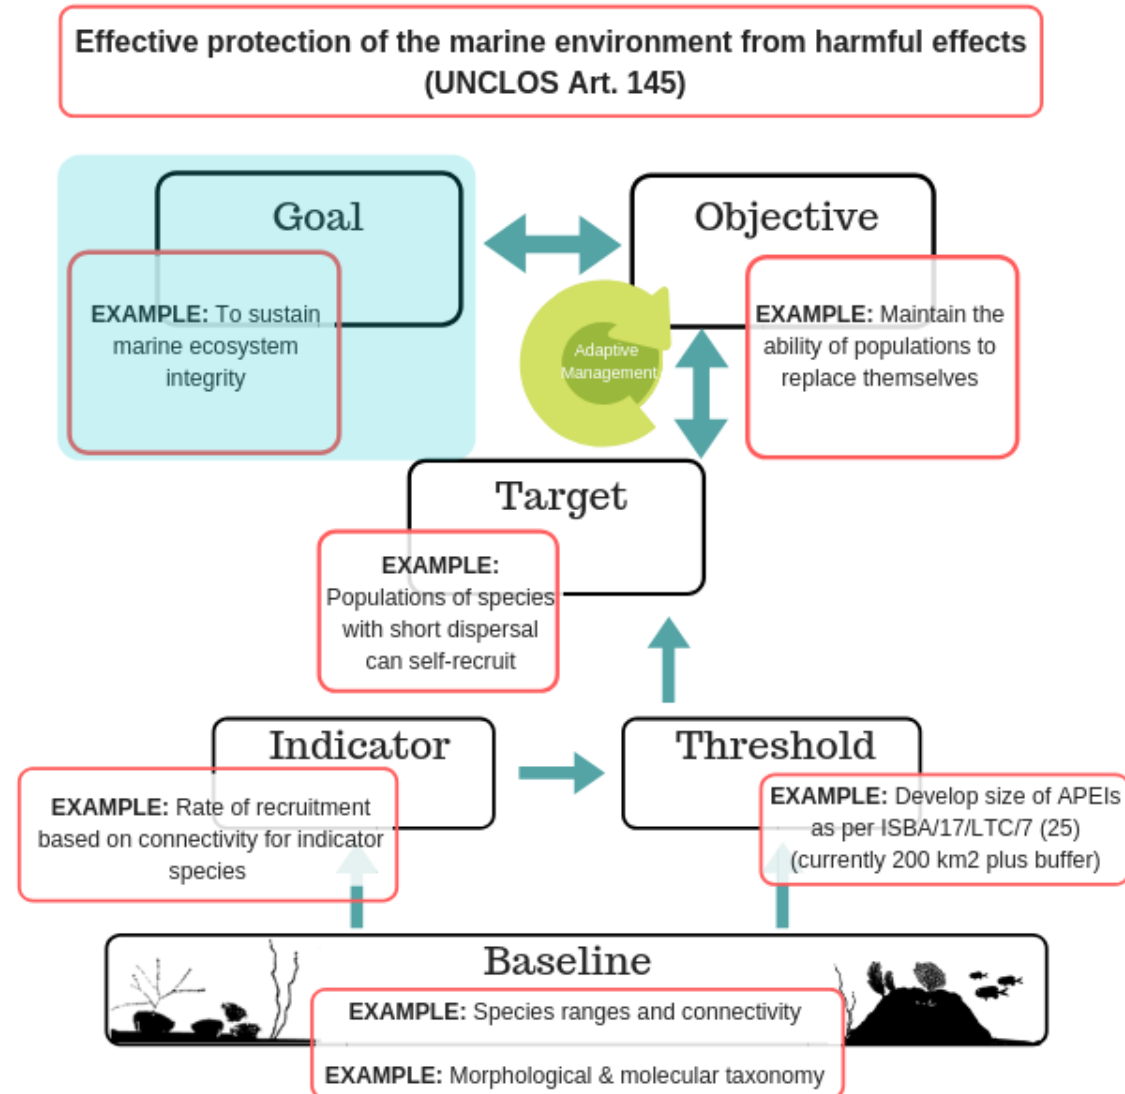 Effective protection of the marine environment from harmful effects
(UNCLOS Art. 145)
Goal
EXAMPLE: To sustain
marine ecosystem
integrity
Objective
EXAMPLE: Maintain the
ability of populations to
replace themselves
Adaptive
Management
Target
EXAMPLE:
Populations of species
with short dispersal
can self-recruit
Indicator
EXAMPLE: Rate of recruitment
based on connectivity for indicator
species
Threshold
EXAMPLE: Develop size of APEIs
as per ISBA/17/LTC/7 (25)
(currently 200 km2 plus buffer)
Baseline
EXAMPLE: Species ranges and connectivity
EXAMPLE: Morphological & molecular taxonomy